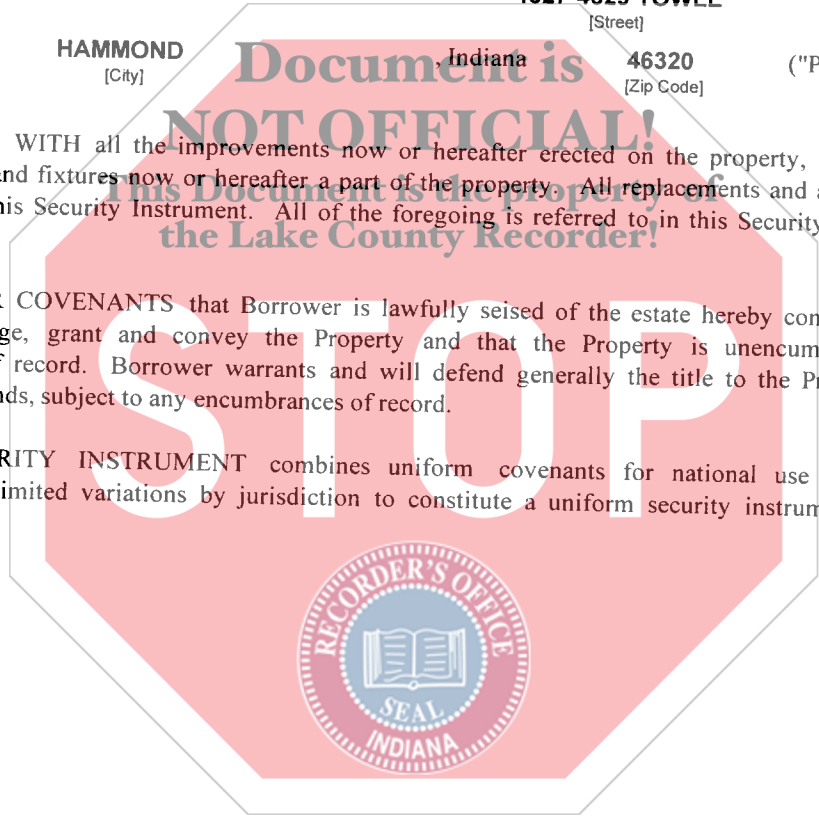 TOWLE
[Street]
HAMMOND , Indiana 46320 ("P
[City] [Zip Code]
Document is
NOT OFFICIAL!
This Document is the property of
the Lake County Recorder!
WITH all the improvements now or hereafter erected on the property,
nd fixtures now or hereafter a part of the property. All replacements and a
is Security Instrument. All of the foregoing is referred to in this Security
R COVENANTS that Borrower is lawfully seised of the estate hereby con
ge, grant and convey the Property and that the Property is unencum
f record. Borrower warrants and will defend generally the title to the Pr
nds, subject to any encumbrances of record.
RITY INSTRUMENT combines uniform covenants for national use
imited variations by jurisdiction to constitute a uniform security instrum
STOP
RECORDER'S OFFICE
SEAL
INDIANA